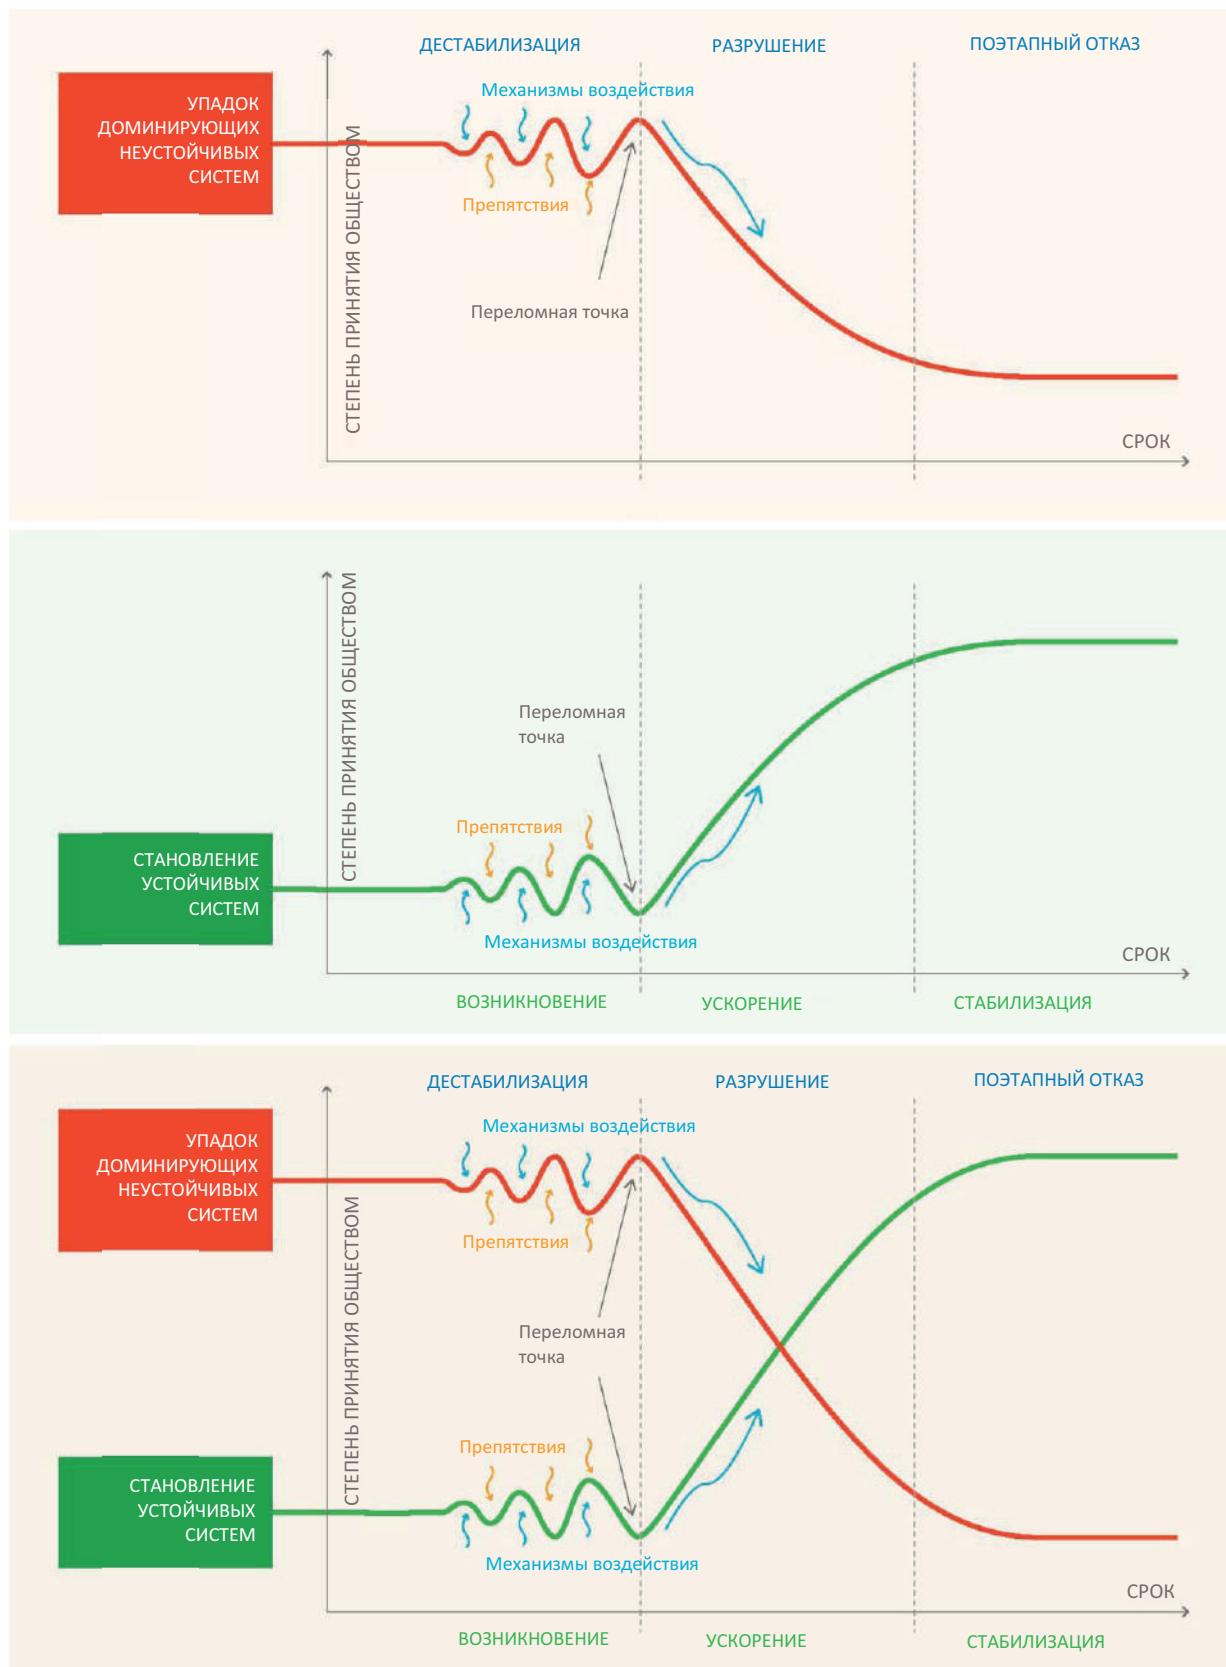 ДЕСТАБИЛИЗАЦИЯ
РАЗРУШЕНИЕ
ПОЭТАПНЫЙ ОТКАЗ
Механизмы воздействия
УПАДОК
ДОМИНИРУЮЩИХ
НЕУСТОЙЧИВЫХ
СИСТЕМ
СТЕПЕНЬ ПРИНЯТИЯ ОБЩЕСТВОМ
Препятствия
Переломная точка
СРОК
СТЕПЕНЬ ПРИНЯТИЯ ОБЩЕСТВОМ
Переломная
точка
Препятствия
СТАНОВЛЕНИЕ
УСТОЙЧИВЫХ
СИСТЕМ
Механизмы воздействия
СРОК
ВОЗНИКНОВЕНИЕ
УСКОРЕНИЕ
СТАБИЛИЗАЦИЯ
ДЕСТАБИЛИЗАЦИЯ
РАЗРУШЕНИЕ
ПОЭТАПНЫЙ ОТКАЗ
Механизмы воздействия
УПАДОК
ДОМИНИРУЮЩИХ
НЕУСТОЙЧИВЫХ
СИСТЕМ
СТЕПЕНЬ ПРИНЯТИЯ ОБЩЕСТВОМ
Препятствия
Переломная
точка
Препятствия
СТАНОВЛЕНИЕ
УСТОЙЧИВЫХ
СИСТЕМ
Механизмы воздействия
СРОК
ВОЗНИКНОВЕНИЕ
УСКОРЕНИЕ
СТАБИЛИЗАЦИЯ